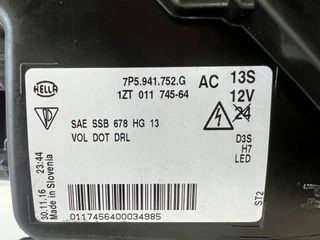 HELLA
7P5.941.752.G
1ZT 011 745-64
AC
13S
12V
24
SAE SSB 678 HG 13
VOL DOT DRL
D3S
H7
LED
30.11.16 23:44
Made in Slovenia
ST2
0117456400034985